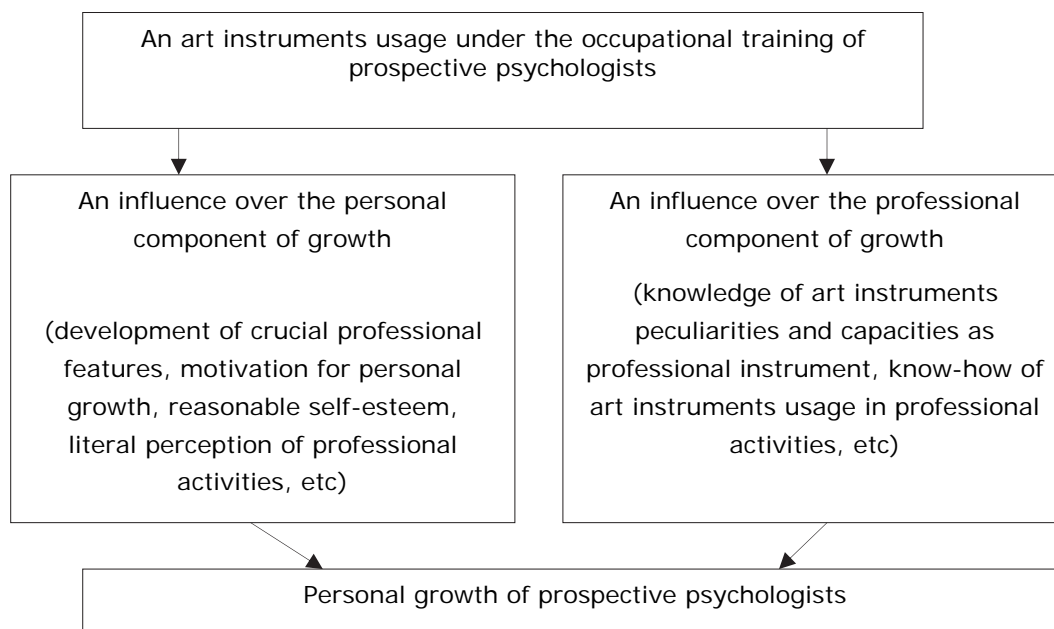 An art instruments usage under the occupational training of
prospective psychologists
An influence over the personal
component of growth
(development of crucial professional
features, motivation for personal
growth, reasonable self-esteem,
literal perception of professional
activities, etc)
An influence over the professional
component of growth
(knowledge of art instruments
peculiarities and capacities as
professional instrument, know-how of
art instruments usage in professional
activities, etc)
Personal growth of prospective psychologists